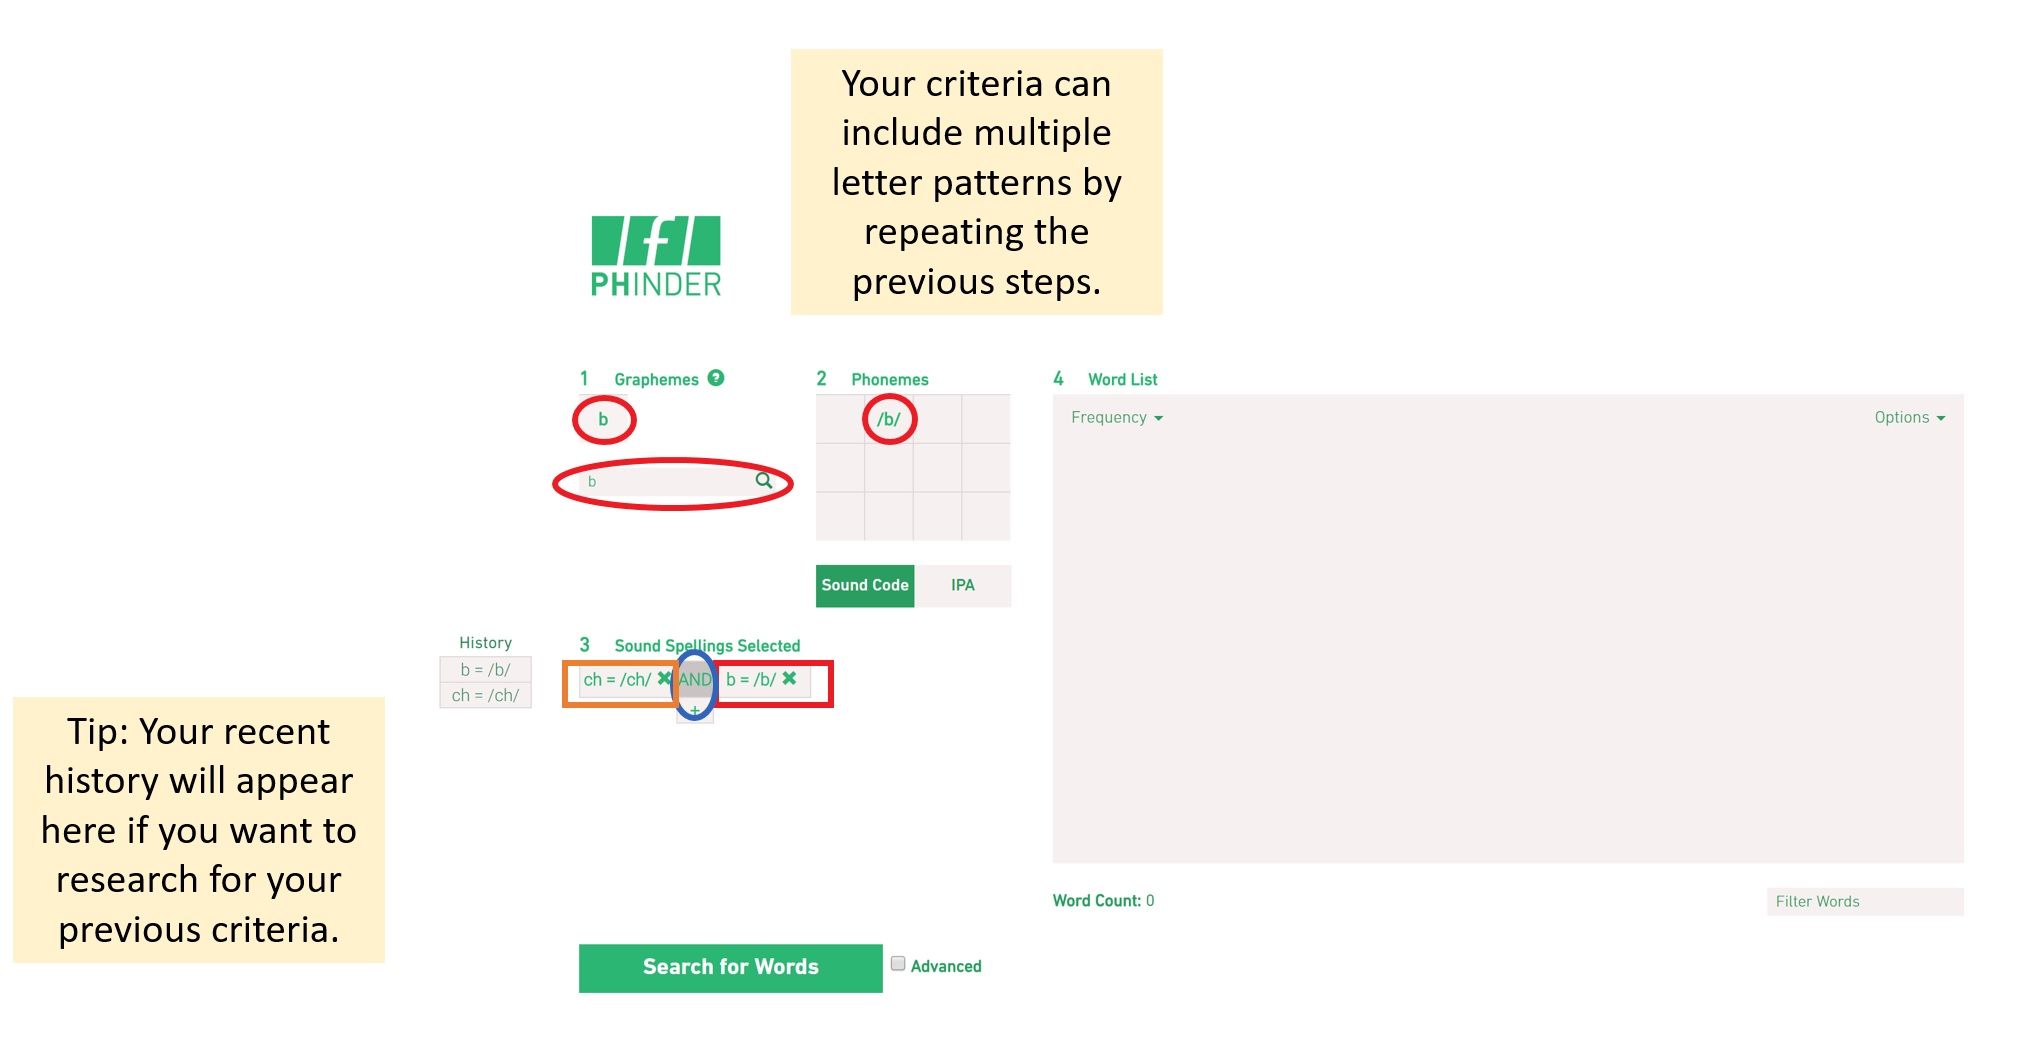 Your criteria can
include multiple
letter patterns by
repeating the
previous steps.
/f/
PHINDER
1 Graphemes ?
b
b
2 Phonemes
/b/
Sound Code IPA
4 Word List
Frequency Options
History
b = /b/
ch = /ch/
3 Sound Spellings Selected
ch = /ch/ ✖ AND b = /b/ ✖
+
Tip: Your recent
history will appear
here if you want to
research for your
previous criteria.
Word Count: 0
Filter Words
Search for Words
Advanced